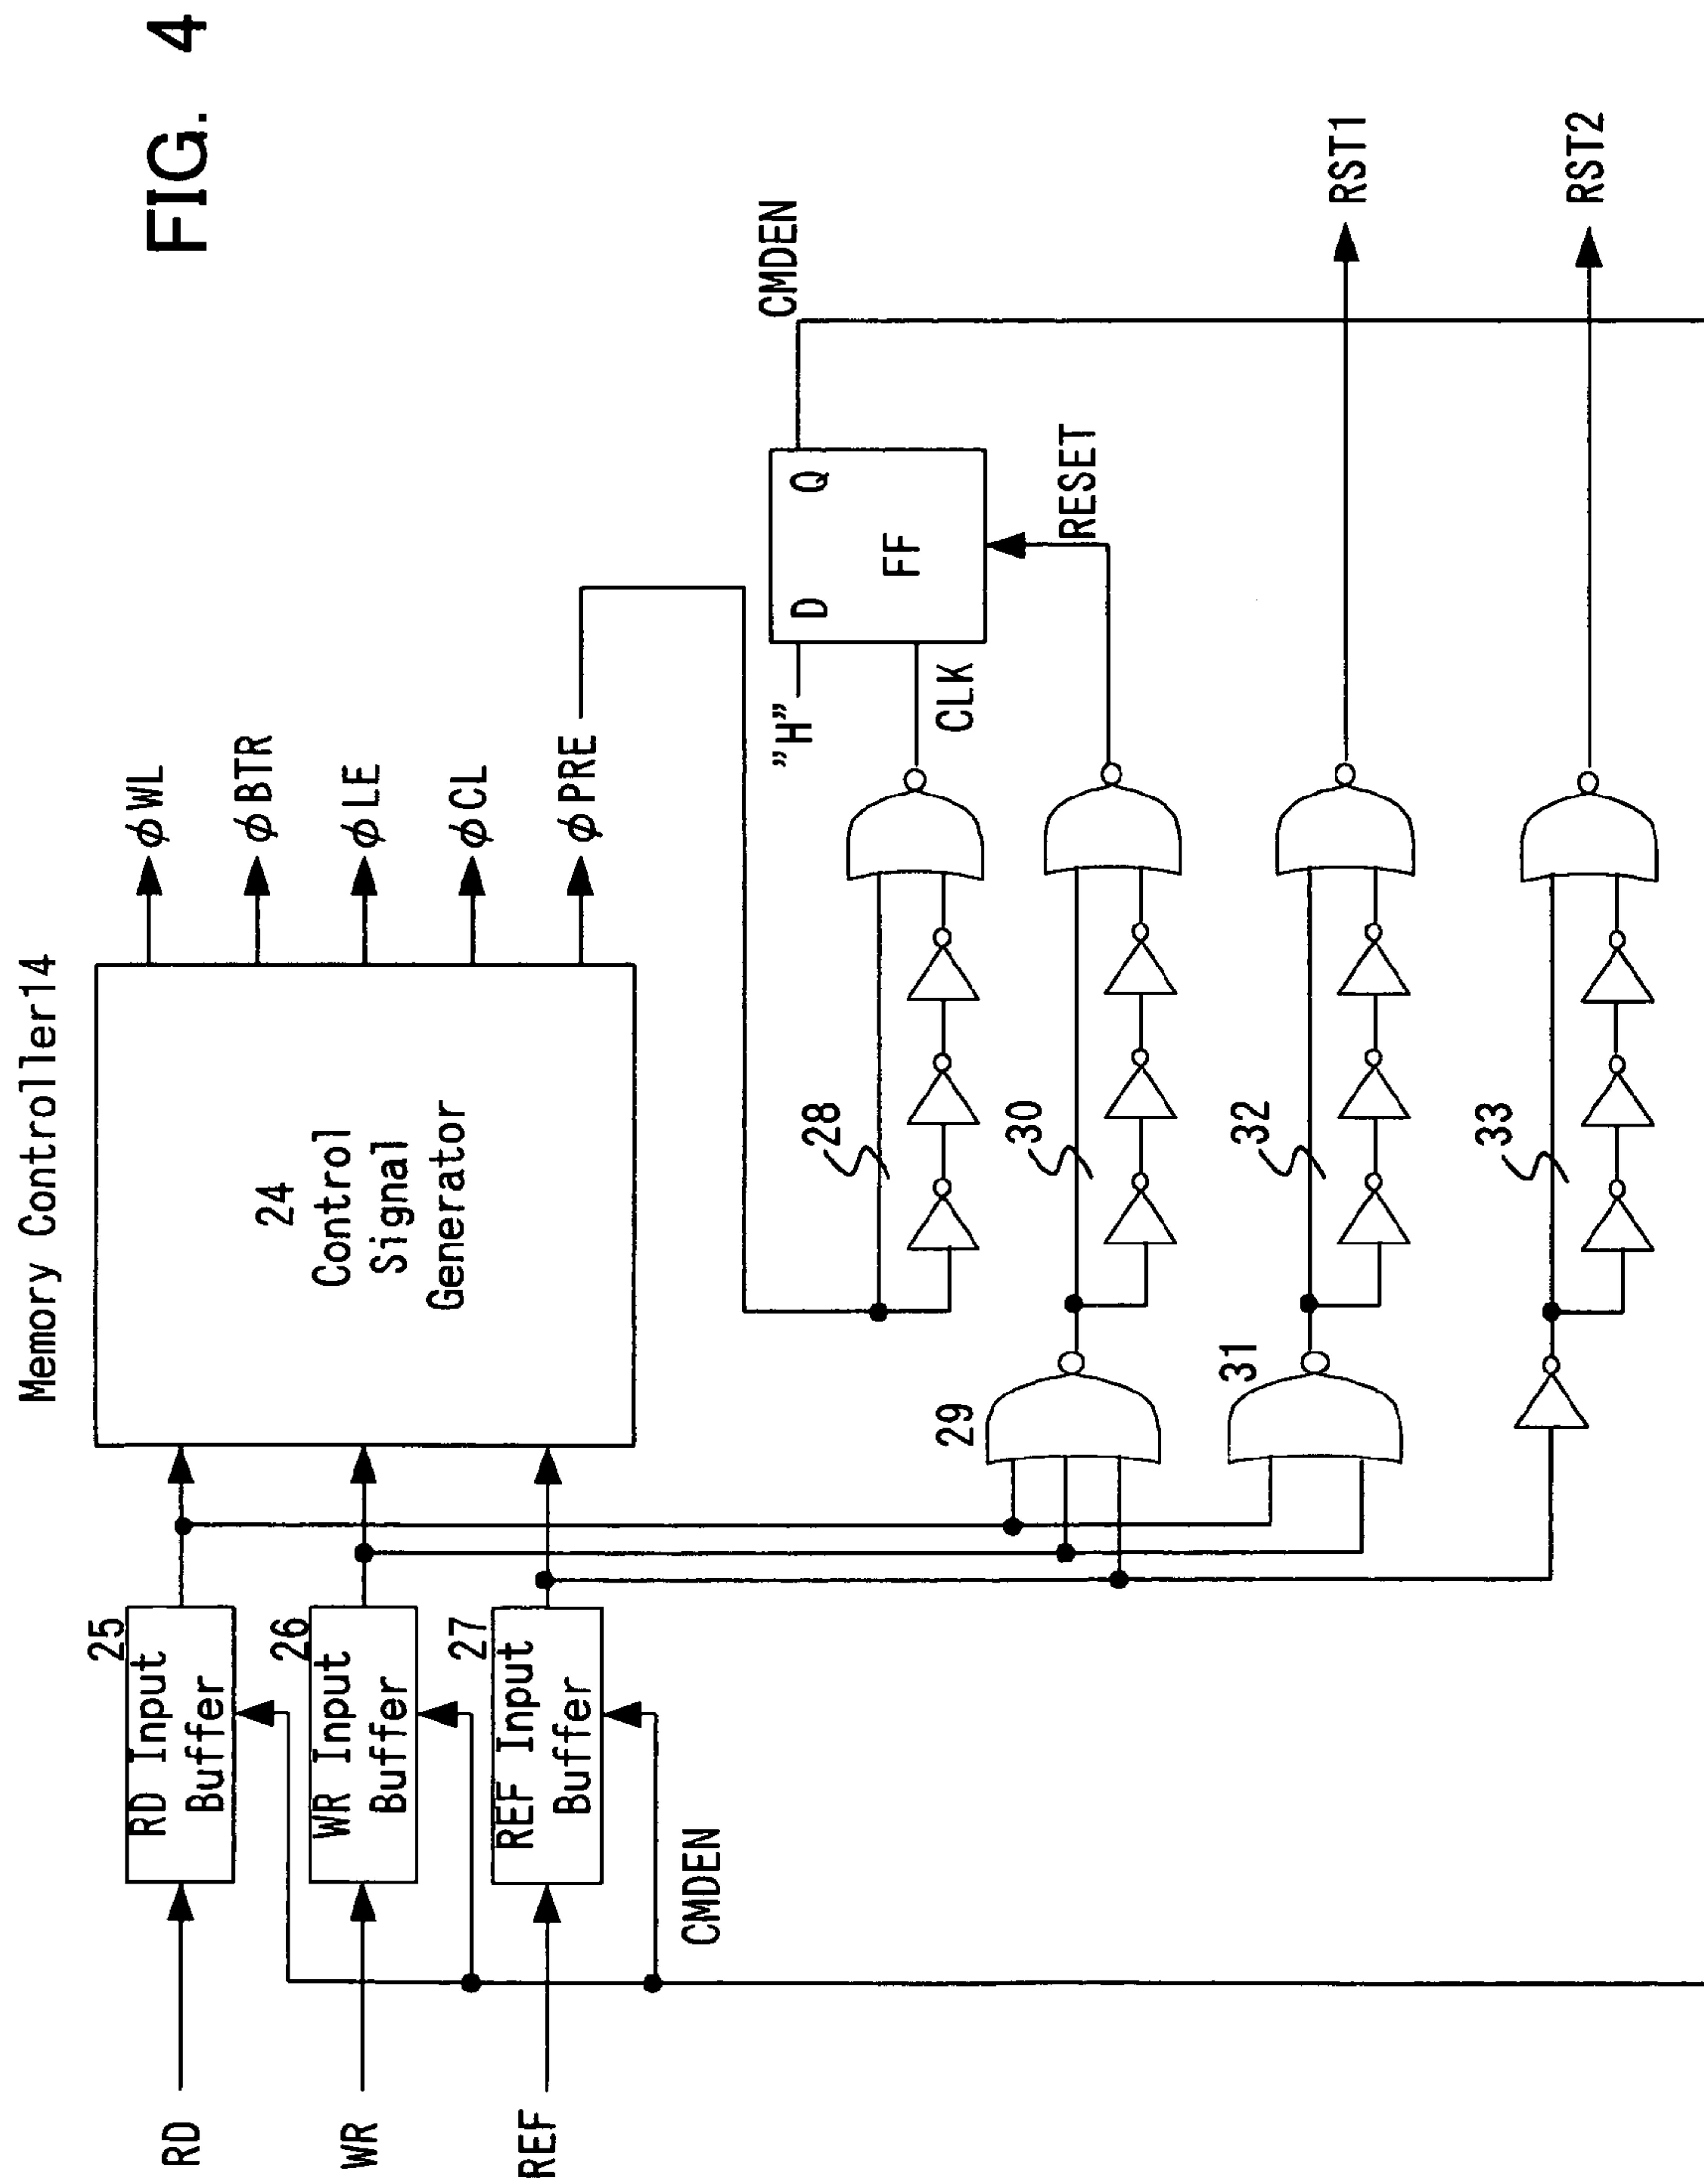 FIG. 4
Memory Controller14
RD
25
RD Input
Buffer
WR
26
WR Input
Buffer
REF
27
REF Input
Buffer
CMDEN
24
Control
Signal
Generator
φWL
φBTR
φLE
φCL
φPRE
CMDEN
"H"
D
Q
FF
CLK
RESET
28
29
30
31
32
RST1
33
RST2